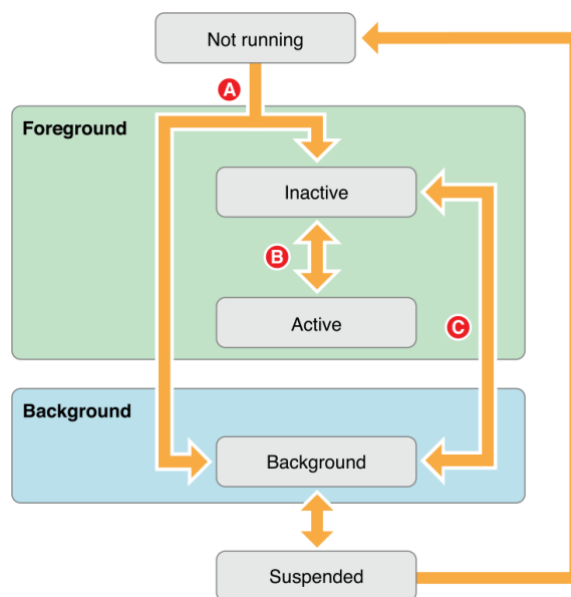 Not running
A
Foreground
Inactive
B
Active
C
Background
Background
Suspended